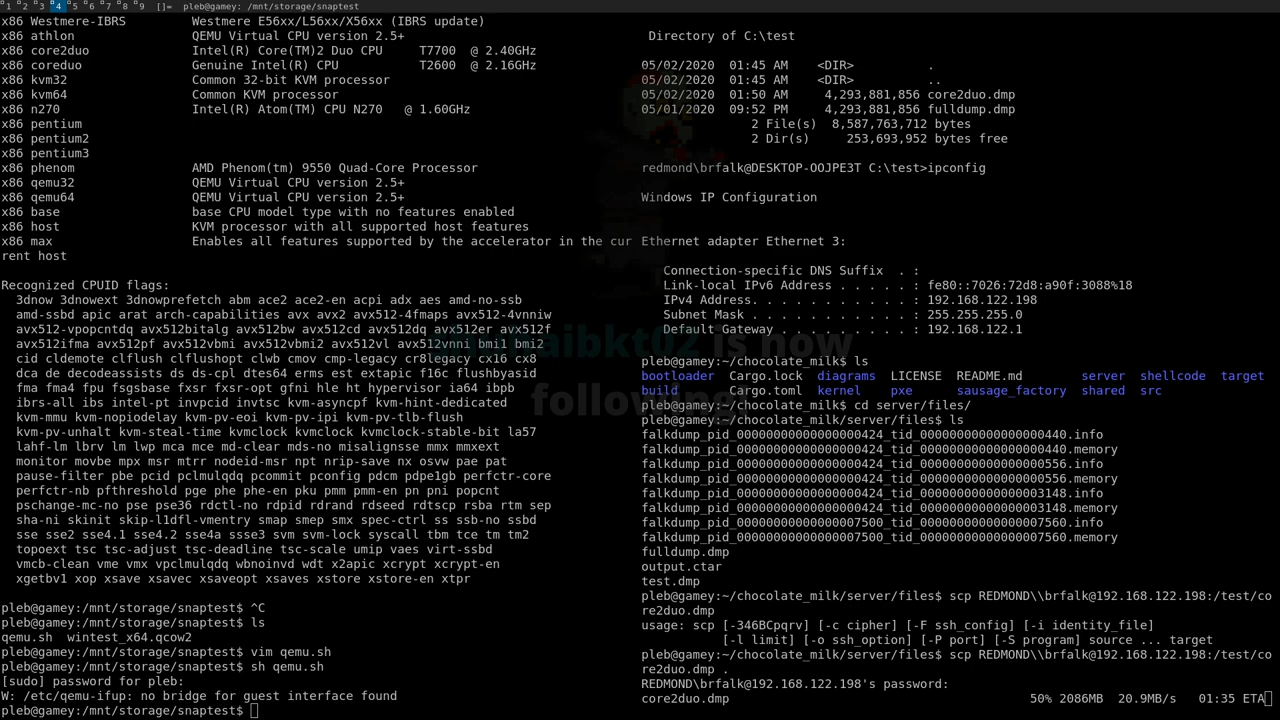 1 2 3 4 5 6 7 8 9 []= pleb@gamey: /mnt/storage/snaptest
x86 Westmere-IBRS Westmere E56xx/L56xx/X56xx (IBRS update)
x86 athlon QEMU Virtual CPU version 2.5+
x86 core2duo Intel(R) Core(TM)2 Duo CPU T7700 @ 2.40GHz
x86 coreduo Genuine Intel(R) CPU T2600 @ 2.16GHz
x86 kvm32 Common 32-bit KVM processor
x86 kvm64 Common KVM processor
x86 n270 Intel(R) Atom(TM) CPU N270 @ 1.60GHz
x86 pentium
x86 pentium2
x86 pentium3
x86 phenom AMD Phenom(tm) 9550 Quad-Core Processor
x86 qemu32 QEMU Virtual CPU version 2.5+
x86 qemu64 QEMU Virtual CPU version 2.5+
x86 base base CPU model type with no features enabled
x86 host KVM processor with all supported host features
x86 max Enables all features supported by the accelerator in the cur
rent host
Recognized CPUID flags:
3dnow 3dnowext 3dnowprefetch abm ace2 ace2-en acpi adx aes amd-no-ssb
amd-ssbd apic arat arch-capabilities avx avx2 avx512-4fmaps avx512-4vnniw
avx512-vpopcntdq avx512bitalg avx512bw avx512cd avx512dq avx512er avx512f
avx512ifma avx512pf avx512vbmi avx512vbmi2 avx512vl avx512vnni bmi1 bmi2
cid cldemote clflush clflushopt clwb cmov cmp-legacy cr8legacy cx16 cx8
dca de decodeassists ds ds-cpl dtes64 erms est extapic f16c flushbyasid
fma fma4 fpu fsgsbase fxsr fxsr-opt gfni hle ht hypervisor ia64 ibpb
ibrs ibrs-all ibs intel-pt invpcid invtsc kvm-asyncpf kvm-hint-dedicated
kvm-mmu kvm-nopiodelay kvm-pv-eoi kvm-pv-ipi kvm-pv-tlb-flush
kvm-pv-unhalt kvm-steal-time kvmclock kvmclock kvmclock-stable-bit la57
lahf-lm lbrv lm lwp mca mce md-clear mds-no misalignsse mmx mmxext
monitor movbe mpx msr mtrr nodeid-msr npt nrip-save nx osvw pae pat
pause-filter pbe pcid pclmulqdq pcommit pconfig pdcm pdpe1gb perfctr-core
perfctr-nb pfthreshold pge phe phe-en pku pmm pmm-en pn pni popcnt
pschange-mc-no pse pse36 rdctl-no rdpid rdrand rdseed rdtscp rsba rtm sep
sha-ni skinit skip-l1dfl-vmentry smap smep smx spec-ctrl ss ssb-no ssbd
sse sse2 sse4.1 sse4.2 sse4a ssse3 svm svm-lock syscall tbm tce tm tm2
topoext tsc tsc-adjust tsc-deadline tsc-scale umip vaes virt-ssbd
vmcb-clean vme vmx vpclmulqdq wbnoinvd wdt x2apic xcrypt xcrypt-en
xgetbv1 xop xsave xsavec xsaveopt xsaves xstore xstore-en xtpr
pleb@gamey:/mnt/storage/snaptest$ ^C
pleb@gamey:/mnt/storage/snaptest$ ls
qemu.sh wintest_x64.qcow2
pleb@gamey:/mnt/storage/snaptest$ vim qemu.sh
pleb@gamey:/mnt/storage/snaptest$ sh qemu.sh
[sudo] password for pleb:
W: /etc/qemu-ifup: no bridge for guest interface found
pleb@gamey:/mnt/storage/snaptest$
Directory of C:\test
05/02/2020 01:45 AM <DIR> .
05/02/2020 01:45 AM <DIR> ..
05/02/2020 01:50 AM 4,293,881,856 core2duo.dmp
05/01/2020 09:52 PM 4,293,881,856 fulldump.dmp
2 File(s) 8,587,763,712 bytes
2 Dir(s) 253,693,952 bytes free
redmond\brfalk@DESKTOP-OOJPE3T C:\test>ipconfig
Windows IP Configuration
Ethernet adapter Ethernet 3:
Connection-specific DNS Suffix . :
Link-local IPv6 Address . . . . . : fe80::7026:72d8:a90f:3088%18
IPv4 Address. . . . . . . . . . . : 192.168.122.198
Subnet Mask . . . . . . . . . . . : 255.255.255.0
Default Gateway . . . . . . . . . : 192.168.122.1
pleb@gamey:~/chocolate_milk$ ls
bootloader Cargo.lock diagrams LICENSE README.md server shellcode target
build Cargo.toml kernel pxe sausage_factory shared src
pleb@gamey:~/chocolate_milk$ cd server/files/
pleb@gamey:~/chocolate_milk/server/files$ ls
falkdump_pid_00000000000000000424_tid_00000000000000000440.info
falkdump_pid_00000000000000000424_tid_00000000000000000440.memory
falkdump_pid_00000000000000000424_tid_00000000000000000556.info
falkdump_pid_00000000000000000424_tid_00000000000000000556.memory
falkdump_pid_00000000000000000424_tid_00000000000000003148.info
falkdump_pid_00000000000000000424_tid_00000000000000003148.memory
falkdump_pid_00000000000000007500_tid_00000000000000007560.info
falkdump_pid_00000000000000007500_tid_00000000000000007560.memory
fulldump.dmp
output.ctar
test.dmp
pleb@gamey:~/chocolate_milk/server/files$ scp REDMOND\\brfalk@192.168.122.198:/test/co
re2duo.dmp
usage: scp [-346BCpqrv] [-c cipher] [-F ssh_config] [-i identity_file]
[-l limit] [-o ssh_option] [-P port] [-S program] source ... target
pleb@gamey:~/chocolate_milk/server/files$ scp REDMOND\\brfalk@192.168.122.198:/test/co
re2duo.dmp .
REDMOND\brfalk@192.168.122.198's password:
core2duo.dmp 50% 2086MB 20.9MB/s 01:35 ETA
is now
following!